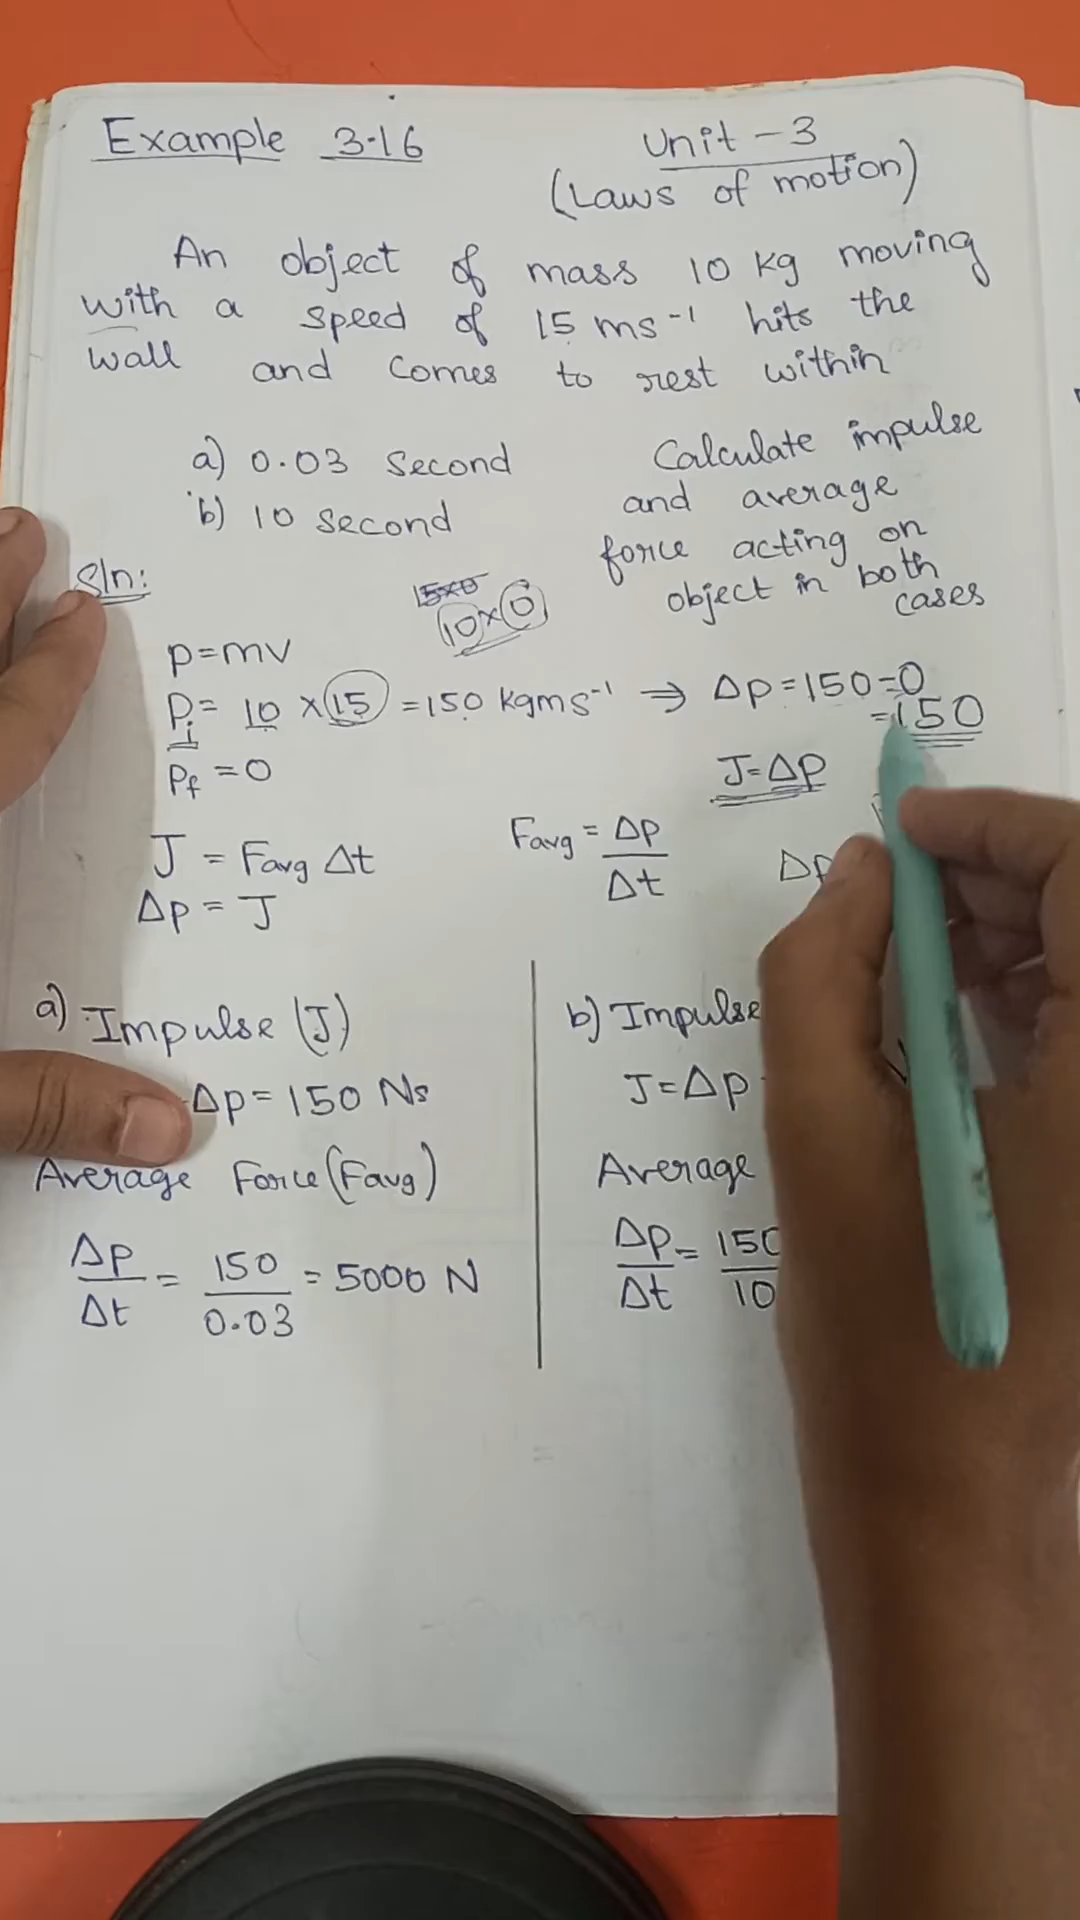 Example 3.16
Unit - 3
(Laws of motion)
An object of mass 10 kg moving
with a speed of 15 ms⁻¹ hits the
wall and comes to rest within
a) 0.03 second
b) 10 second
Calculate impulse
and average
force acting on
object in both
cases
Sln:
15×0
10×0
p=mv
Pi = 10 × 15 = 150 kgms⁻¹ ⇒ Δp = 150-0
=150
Pf = 0
J=Δp
J = Favg Δt
Favg = Δp/Δt
Δp = J
a) Impulse (J)
Δp = 150 Ns
Average Force (Favg)
Δp/Δt = 150/0.03 = 5000 N
b) Impulse
J=Δp
Average
Δp/Δt = 150/10